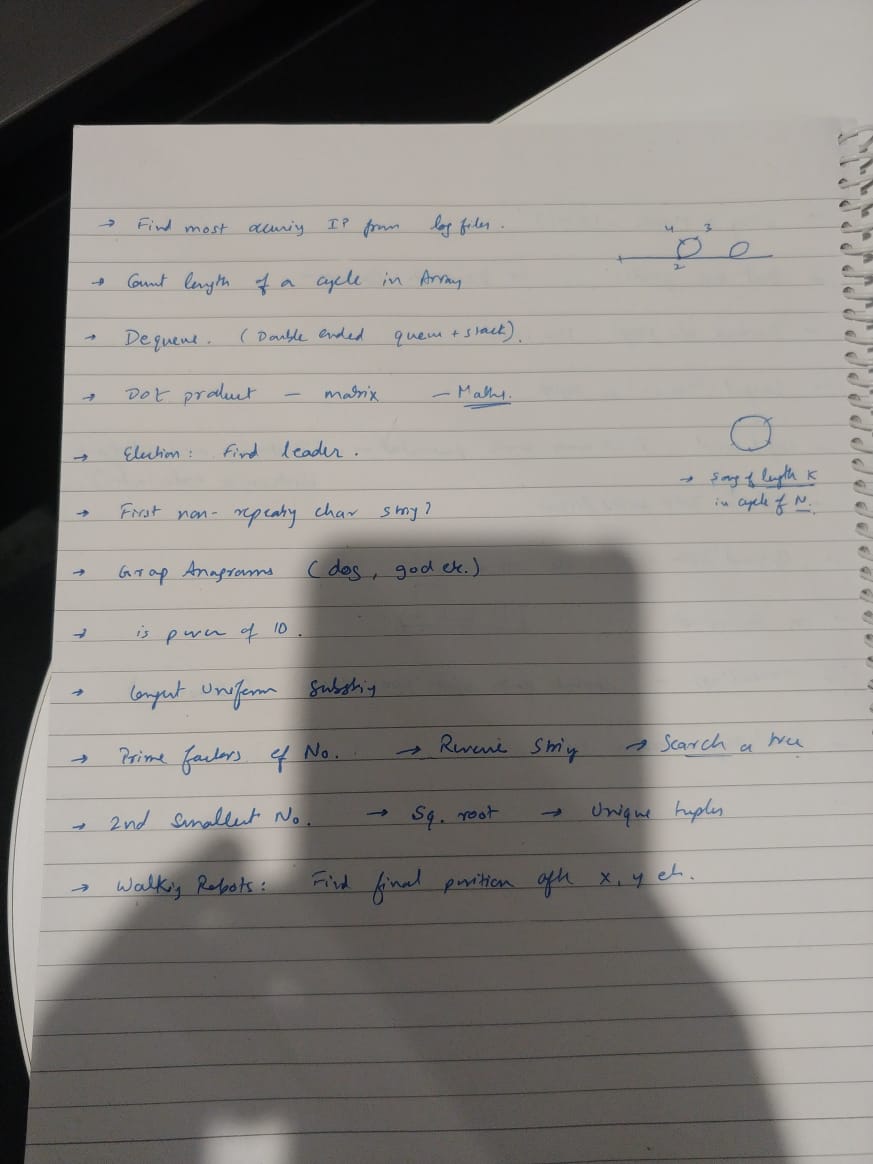 → Find most occuring IP from log files.
4 3
2
→ Count length of a cycle in Array
→ Dequeue. (Double ended queue + stack).
→ Dot product – matrix – Maths.
→ Election: Find leader.
→ song of length K
in cycle of N.
→ First non-repeating char string?
→ Group Anagrams (dog, god etc.)
→ is power of 10.
→ Longest Uniform Substring
→ Prime factors of No. → Reverse String → Search a tree
→ 2nd Smallest No. → Sq. root → Unique tuples
→ Walking Robots: Find final position after x, y etc.